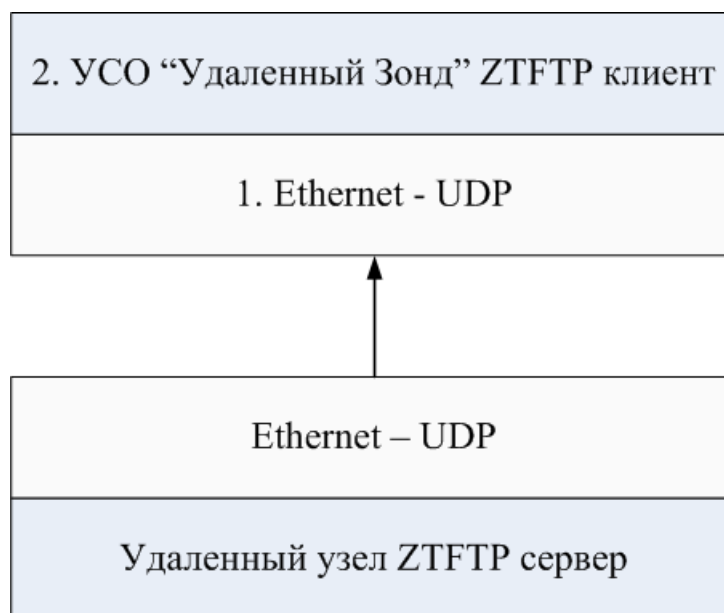 2. УСО “Удаленный Зонд” ZTFTP клиент
1. Ethernet - UDP
Ethernet – UDP
Удаленный узел ZTFTP сервер